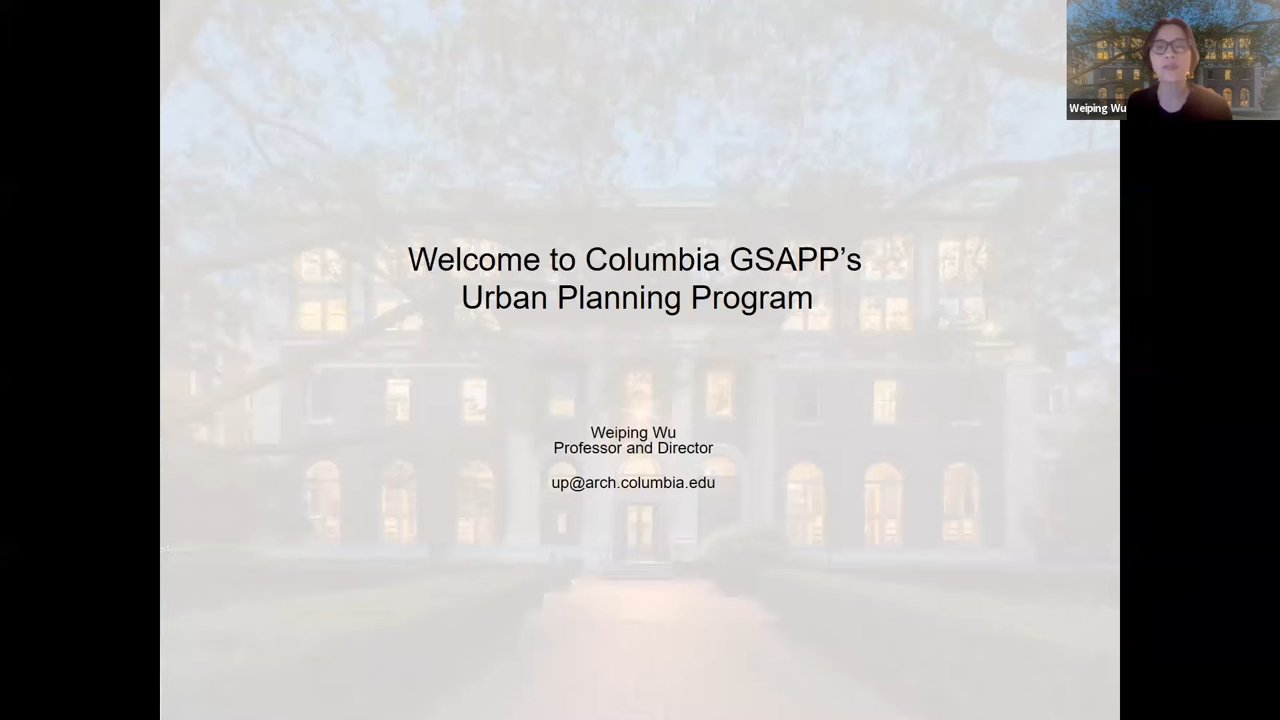 Weiping Wu
Welcome to Columbia GSAPP’s
Urban Planning Program
Weiping Wu
Professor and Director
up@arch.columbia.edu